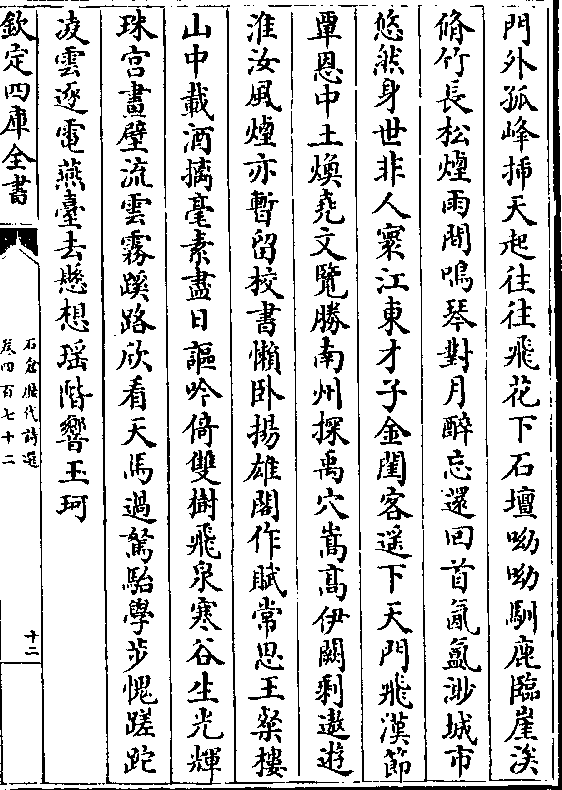 門外孤峰揷天起往往飛花下石壇呦呦馴鹿臨崖涘
脩竹長松煙雨間鳴琴對月醉忘還回首氤氲渺城市
悠然身世非人寰江東才子金閨客遥下天門飛漢節
覃恩中土煥堯文覽勝南州探禹穴嵩髙伊闕剩遨遊
淮汝風煙亦暫留校書懶卧揚雄閣作賦常思王粲樓
山中載酒摛毫素盡日謳吟倚雙樹飛泉寒谷生光輝
珠宫畫壁流雲霧蹊路欣看天馬過駑駘學步愧蹉跎
凌雲逐電燕臺去懸想瑶階響玉珂
欽定四庫全書
石倉歷代詩選
卷四百七十二
十二